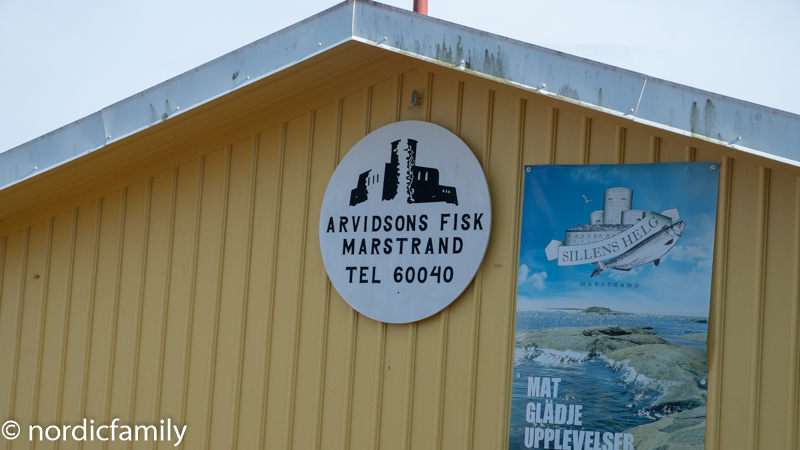 ARVIDSONS FISK
MARSTRAND
TEL 60040
SILLENS HELG
MARSTRAND
MAT
GLÄDJE
UPPLEVELSER
© nordicfamily